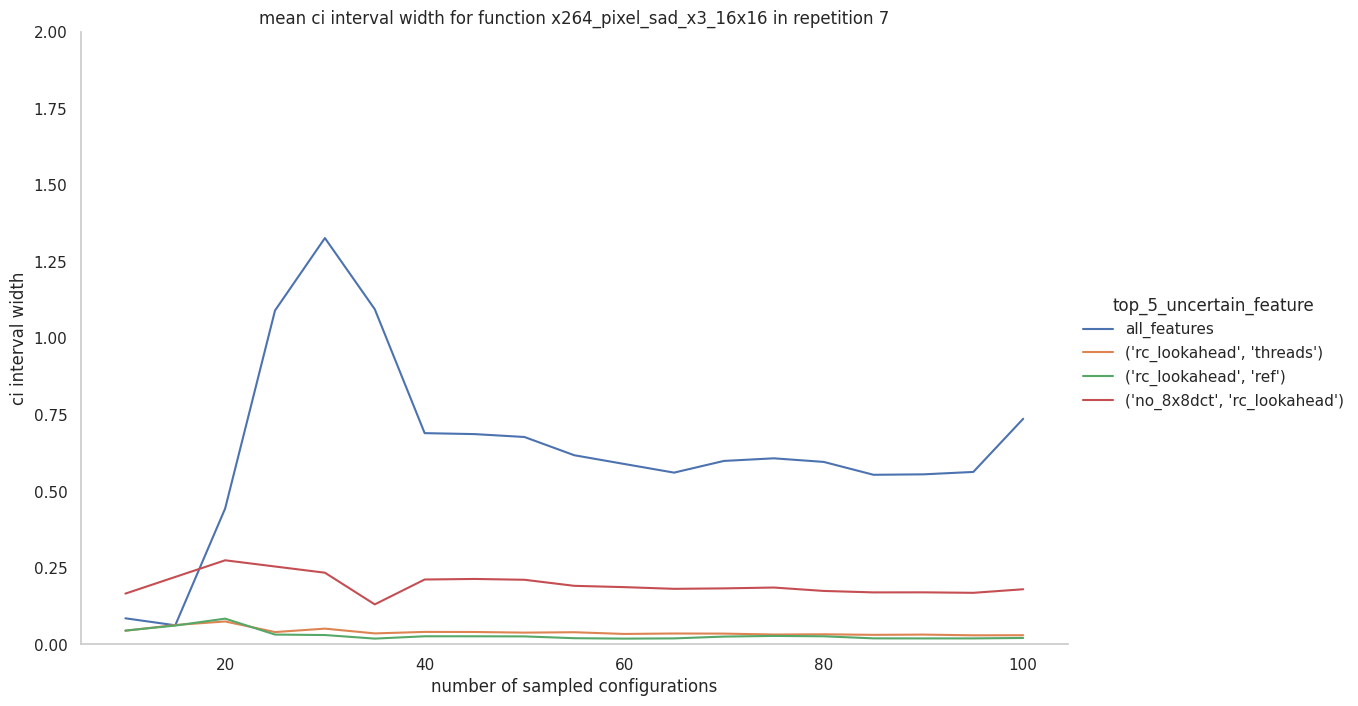 mean ci interval width for function x264_pixel_sad_x3_16x16 in repetition 7
2.00
1.75
1.50
1.25
1.00
0.75
0.50
0.25
0.00
ci interval width
20
40
60
80
100
number of sampled configurations
top_5_uncertain_feature
all_features
('rc_lookahead', 'threads')
('rc_lookahead', 'ref')
('no_8x8dct', 'rc_lookahead')